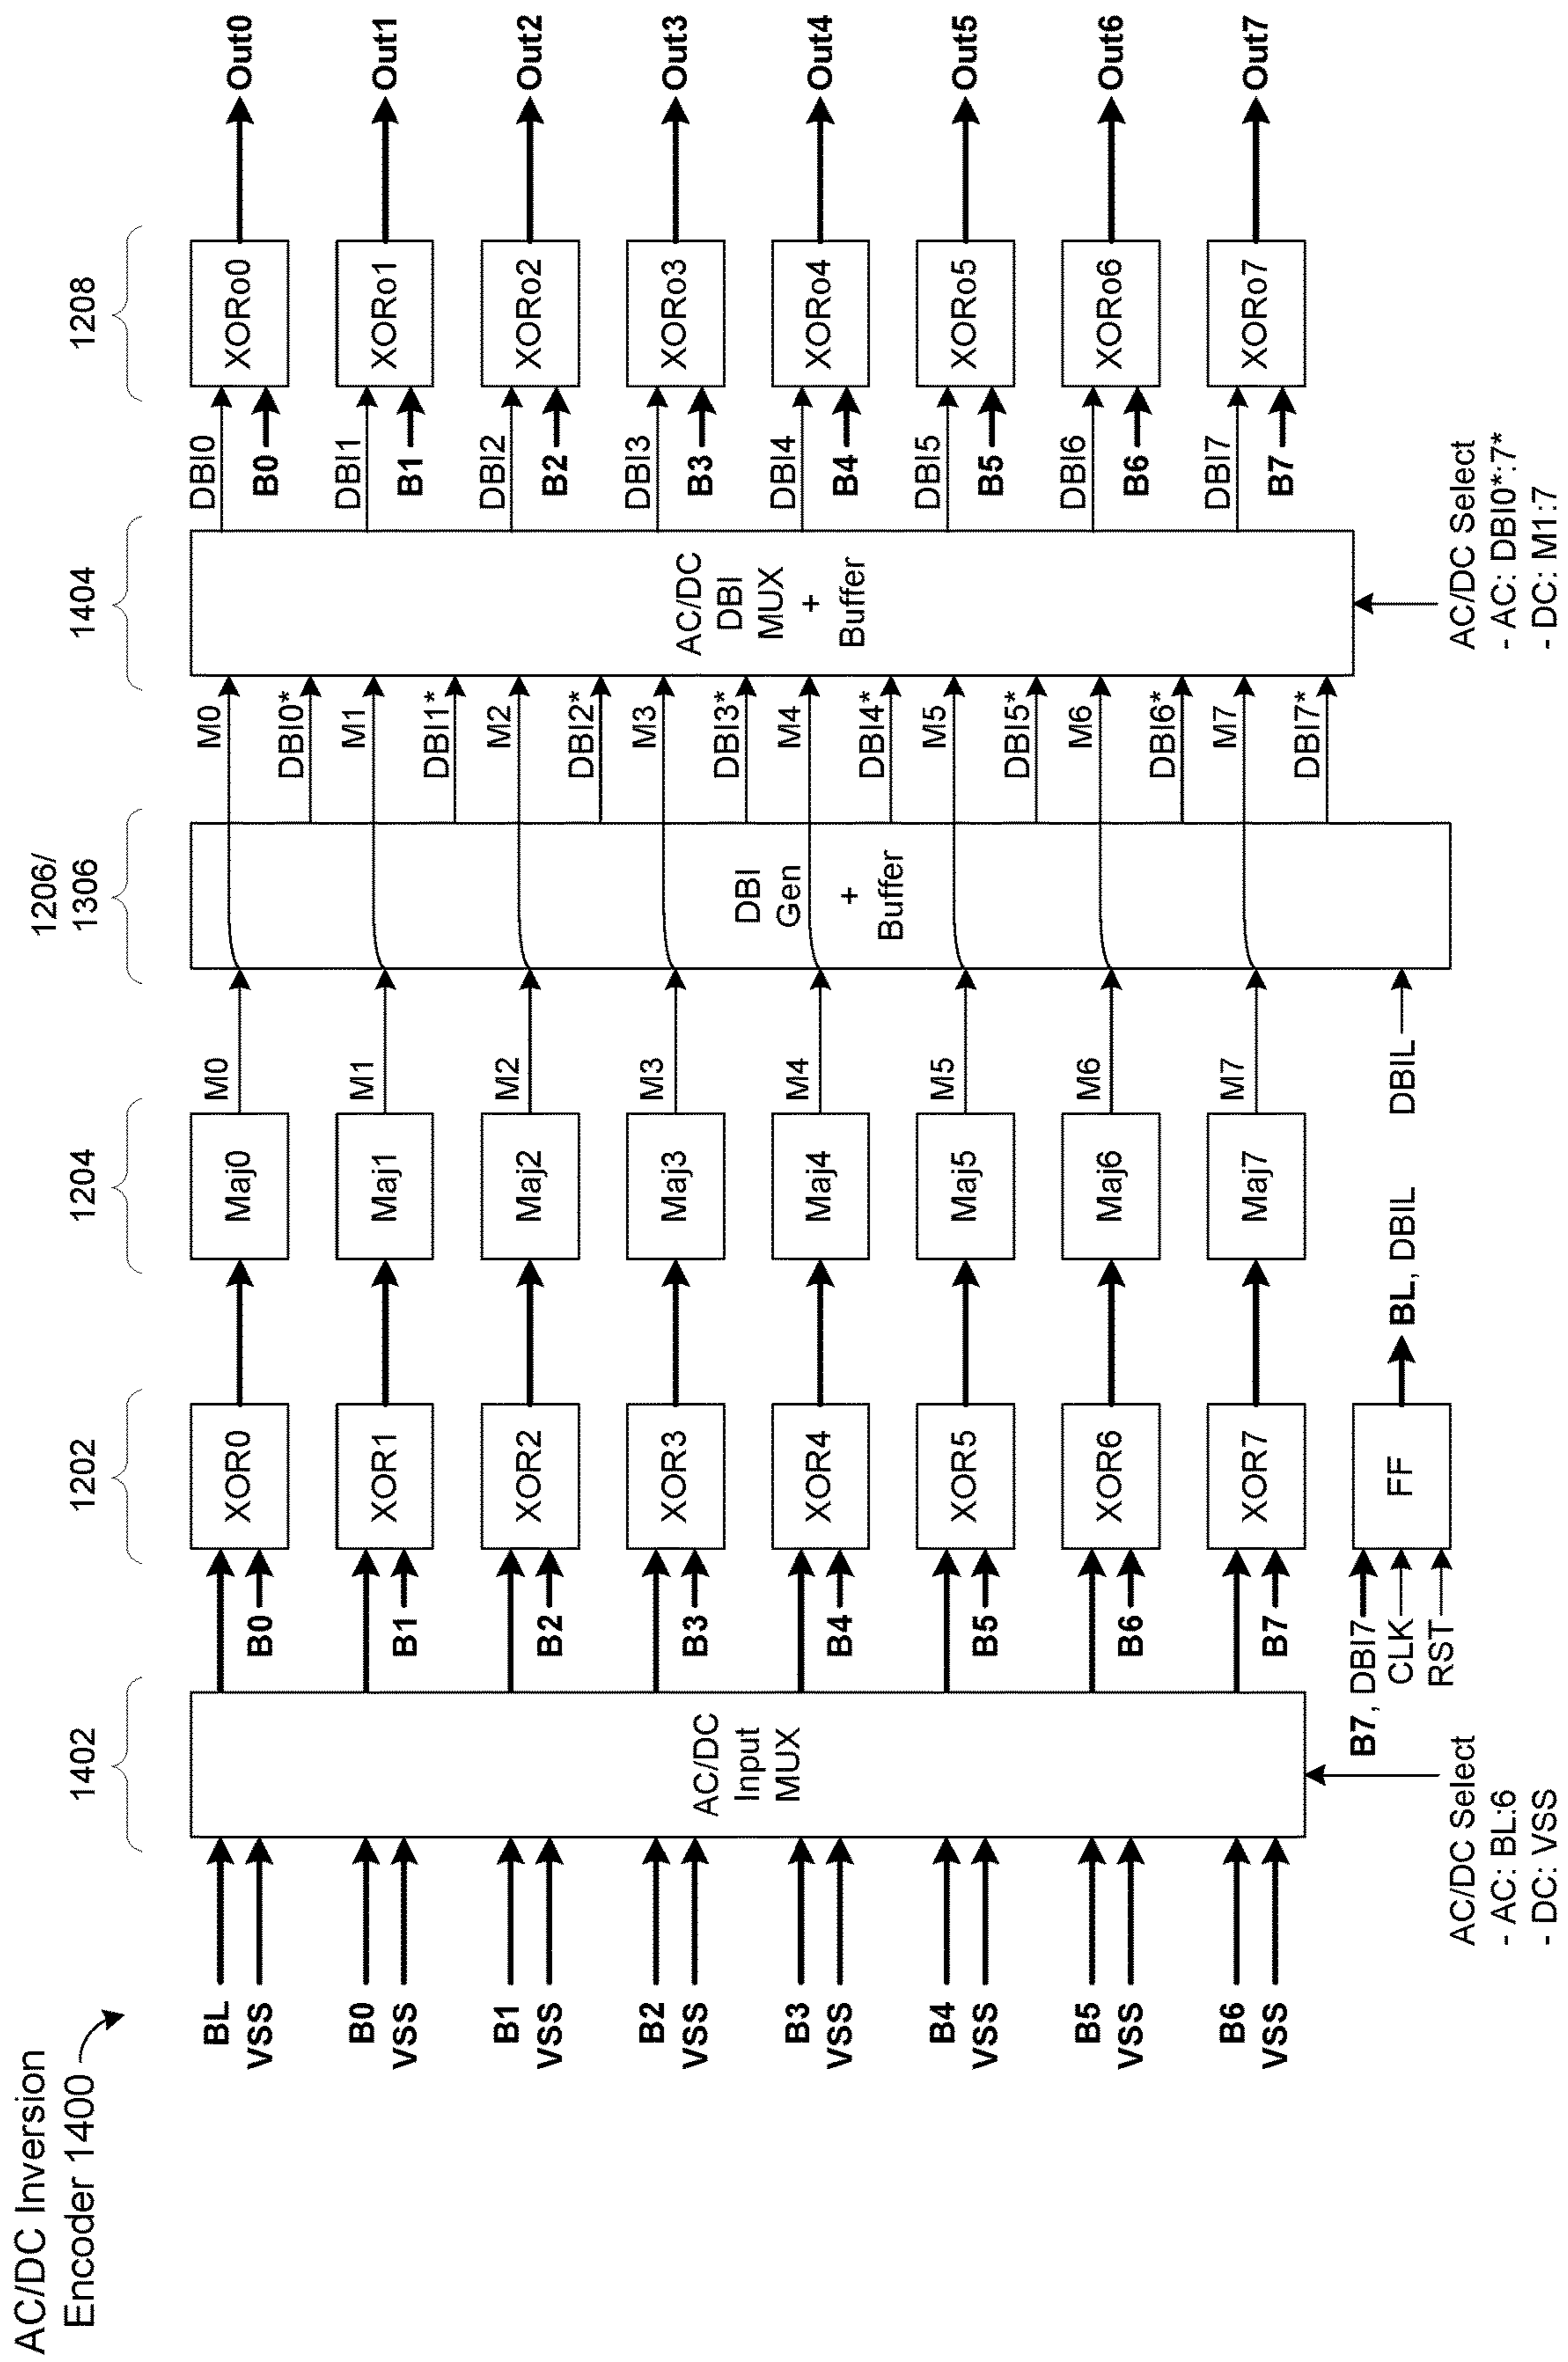 AC/DC Inversion
Encoder 1400
1402
1202
1204
1206/
1306
1404
1208
BL
VSS
B0
VSS
B1
VSS
B2
VSS
B3
VSS
B4
VSS
B5
VSS
B6
VSS
AC/DC
Input
MUX
AC/DC Select
- AC: BL:6
- DC: VSS
B0
B1
B2
B3
B4
B5
B6
B7
B7, DBI7
CLK
RST
XOR0
XOR1
XOR2
XOR3
XOR4
XOR5
XOR6
XOR7
FF
BL, DBIL
Maj0
Maj1
Maj2
Maj3
Maj4
Maj5
Maj6
Maj7
M0
M1
M2
M3
M4
M5
M6
M7
DBIL
DBI
Gen
+
Buffer
M0
DBI0*
M1
DBI1*
M2
DBI2*
M3
DBI3*
M4
DBI4*
M5
DBI5*
M6
DBI6*
M7
DBI7*
AC/DC
DBI
MUX
+
Buffer
AC/DC Select
- AC: DBI0*:7*
- DC: M1:7
DBI0
B0
DBI1
B1
DBI2
B2
DBI3
B3
DBI4
B4
DBI5
B5
DBI6
B6
DBI7
B7
XORo0
XORo1
XORo2
XORo3
XORo4
XORo5
XORo6
XORo7
Out0
Out1
Out2
Out3
Out4
Out5
Out6
Out7